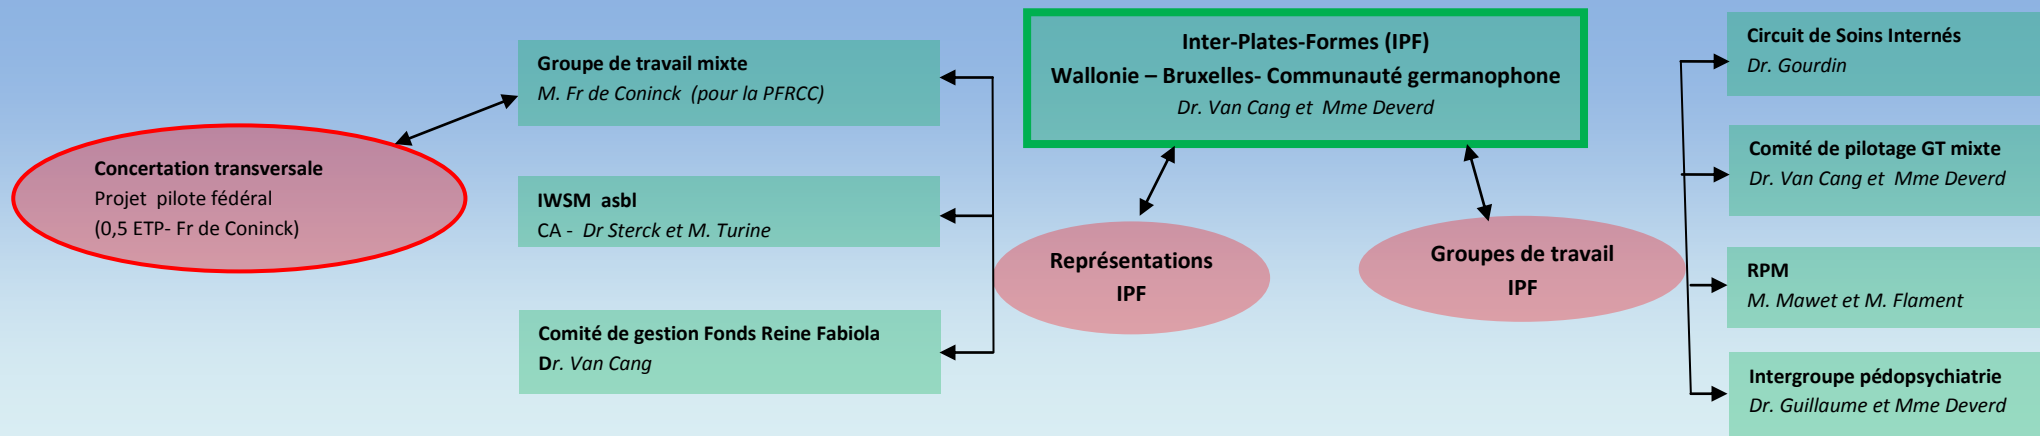 Inter-Plates-Formes (IPF)
Wallonie – Bruxelles- Communauté germanophone
Dr. Van Cang et Mme Deverd
Concertation transversale
Projet pilote fédéral
(0,5 ETP- Fr de Coninck)
Groupe de travail mixte
M. Fr de Coninck (pour la PFRCC)
IWSM asbl
CA - Dr Sterck et M. Turine
Comité de gestion Fonds Reine Fabiola
Dr. Van Cang
Représentations
IPF
Groupes de travail
IPF
Circuit de Soins Internés
Dr. Gourdin
Comité de pilotage GT mixte
Dr. Van Cang et Mme Deverd
RPM
M. Mawet et M. Flament
Intergroupe pédopsychiatrie
Dr. Guillaume et Mme Deverd